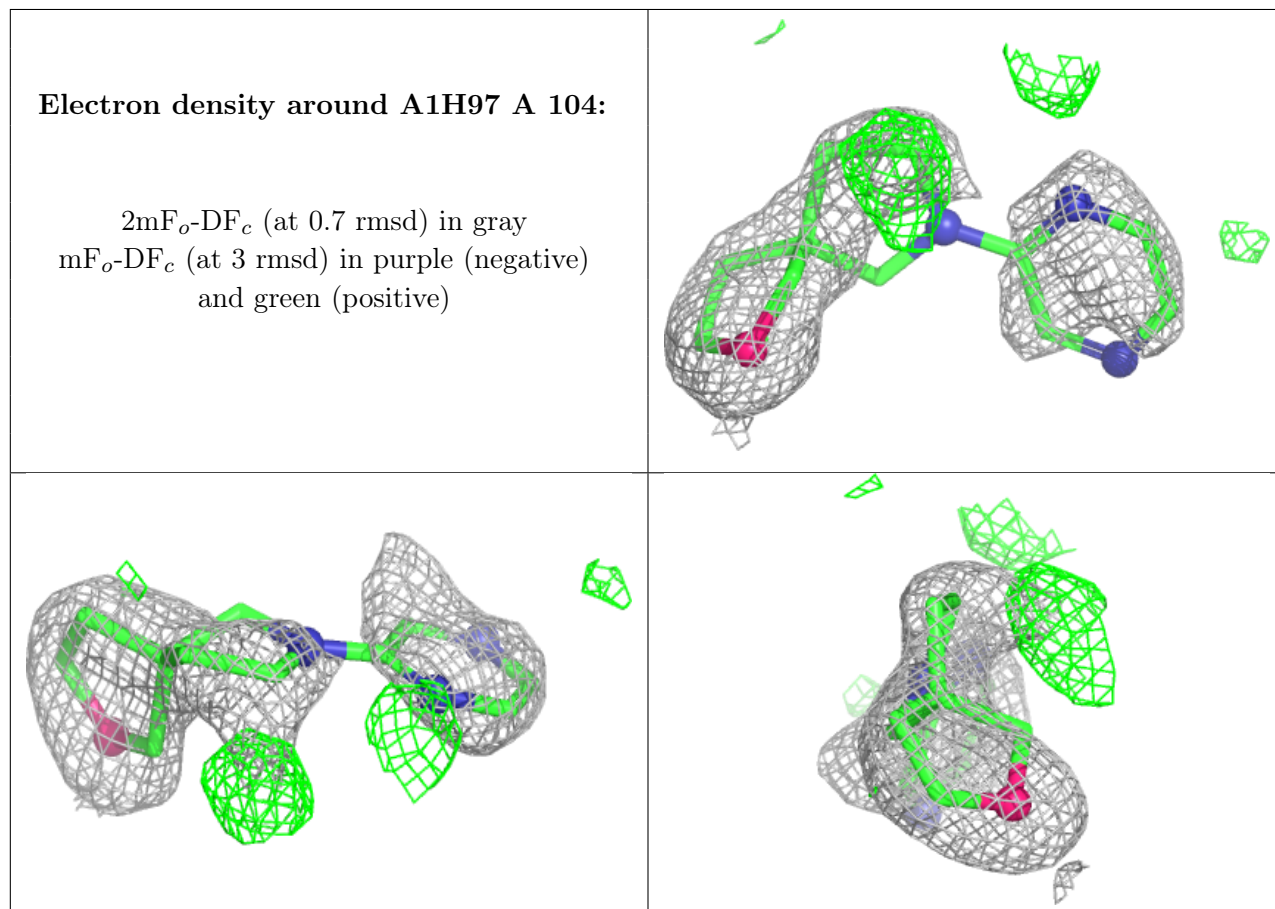 Electron density around A1H97 A 104:
2mFo-DFc (at 0.7 rmsd) in gray
mFo-DFc (at 3 rmsd) in purple (negative)
and green (positive)